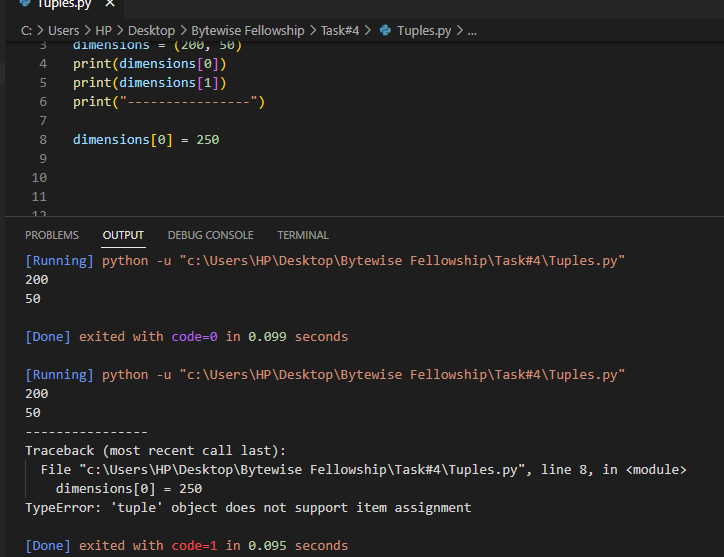 Tuples.py ×
C: > Users > HP > Desktop > Bytewise Fellowship > Task#4 > Tuples.py > ...
3 dimensions = (200, 50)
4 print(dimensions[0])
5 print(dimensions[1])
6 print("----------------")
7
8 dimensions[0] = 250
9
10
11
12
PROBLEMS OUTPUT DEBUG CONSOLE TERMINAL
[Running] python -u "c:\Users\HP\Desktop\Bytewise Fellowship\Task#4\Tuples.py"
200
50
[Done] exited with code=0 in 0.099 seconds
[Running] python -u "c:\Users\HP\Desktop\Bytewise Fellowship\Task#4\Tuples.py"
200
50
----------------
Traceback (most recent call last):
File "c:\Users\HP\Desktop\Bytewise Fellowship\Task#4\Tuples.py", line 8, in <module>
dimensions[0] = 250
TypeError: 'tuple' object does not support item assignment
[Done] exited with code=1 in 0.095 seconds